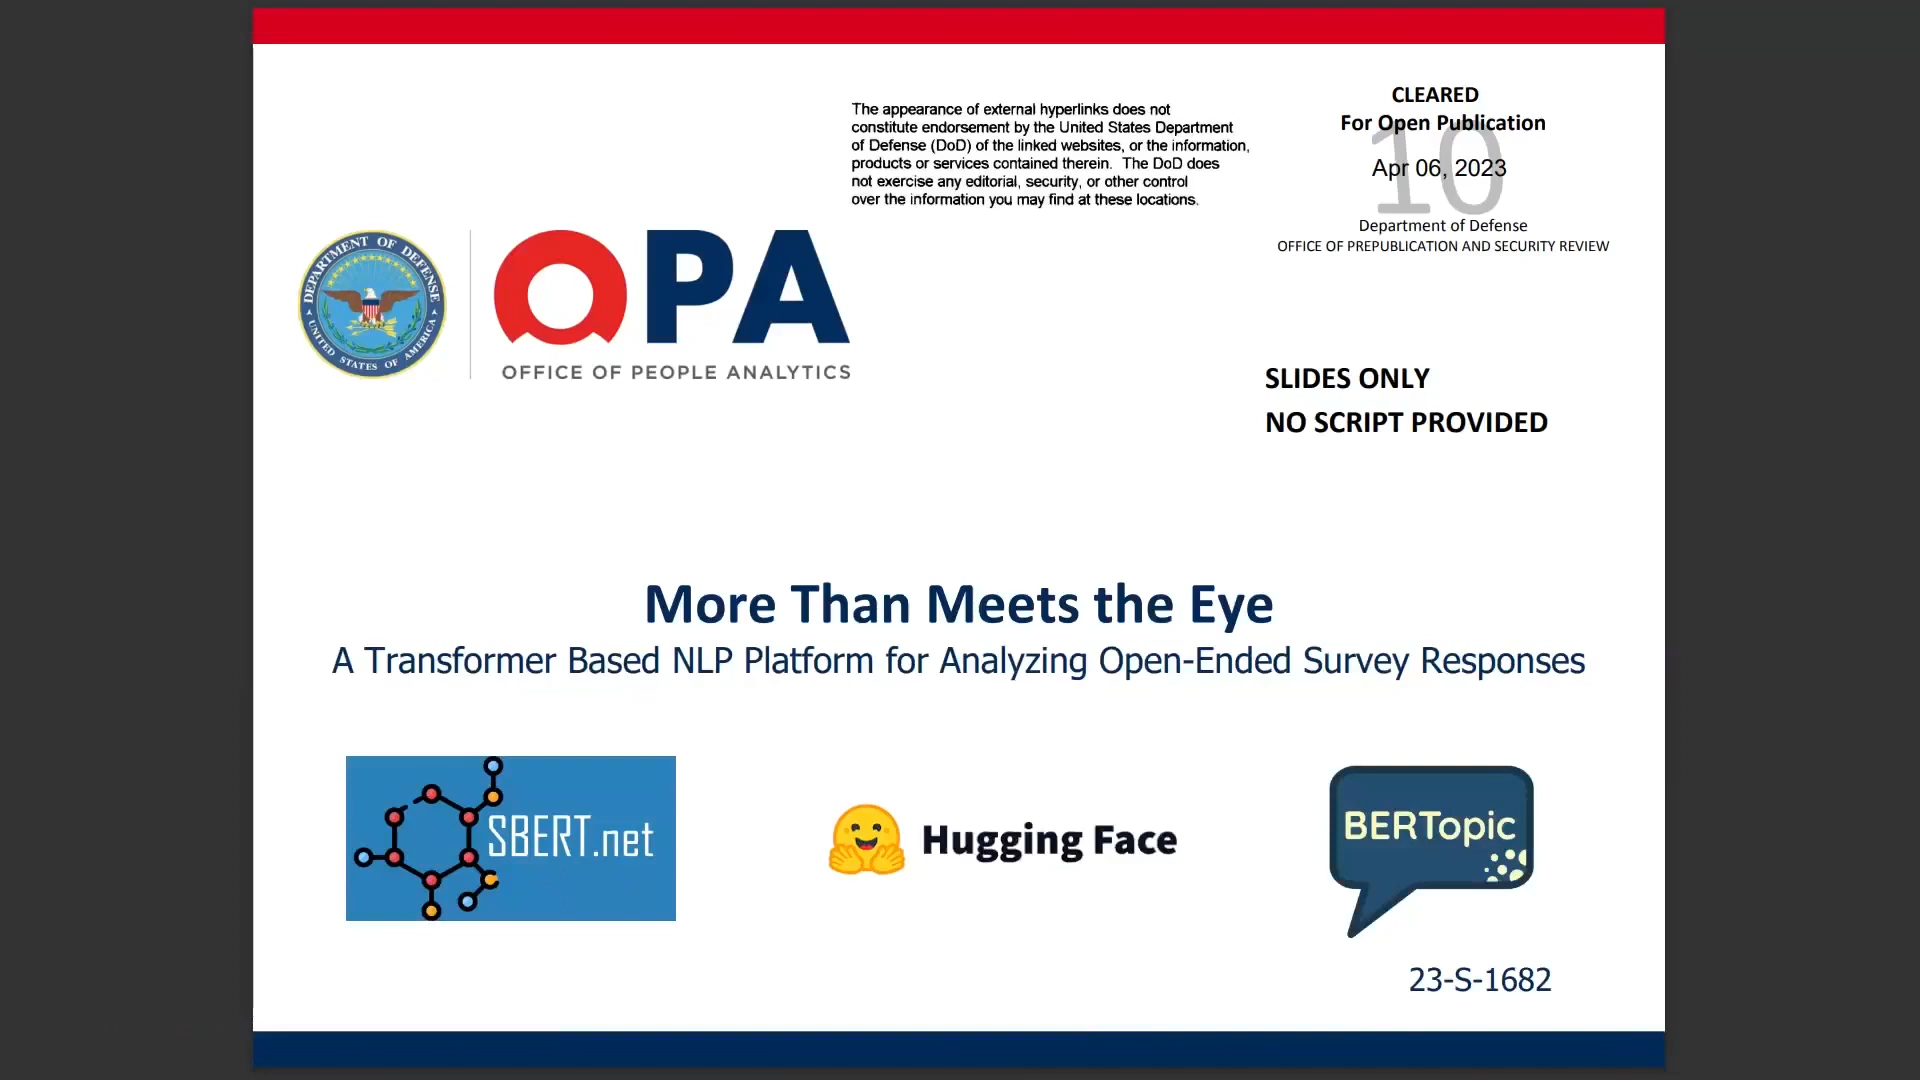 The appearance of external hyperlinks does not
constitute endorsement by the United States Department
of Defense (DoD) of the linked websites, or the information,
products or services contained therein. The DoD does
not exercise any editorial, security, or other control
over the information you may find at these locations.
CLEARED
For Open Publication
10
Apr 06, 2023
Department of Defense
OFFICE OF PREPUBLICATION AND SECURITY REVIEW
DEPARTMENT OF DEFENSE
UNITED STATES OF AMERICA
OPA
OFFICE OF PEOPLE ANALYTICS
SLIDES ONLY
NO SCRIPT PROVIDED
More Than Meets the Eye
A Transformer Based NLP Platform for Analyzing Open-Ended Survey Responses
SBERT.net
Hugging Face
BERTopic
23-S-1682